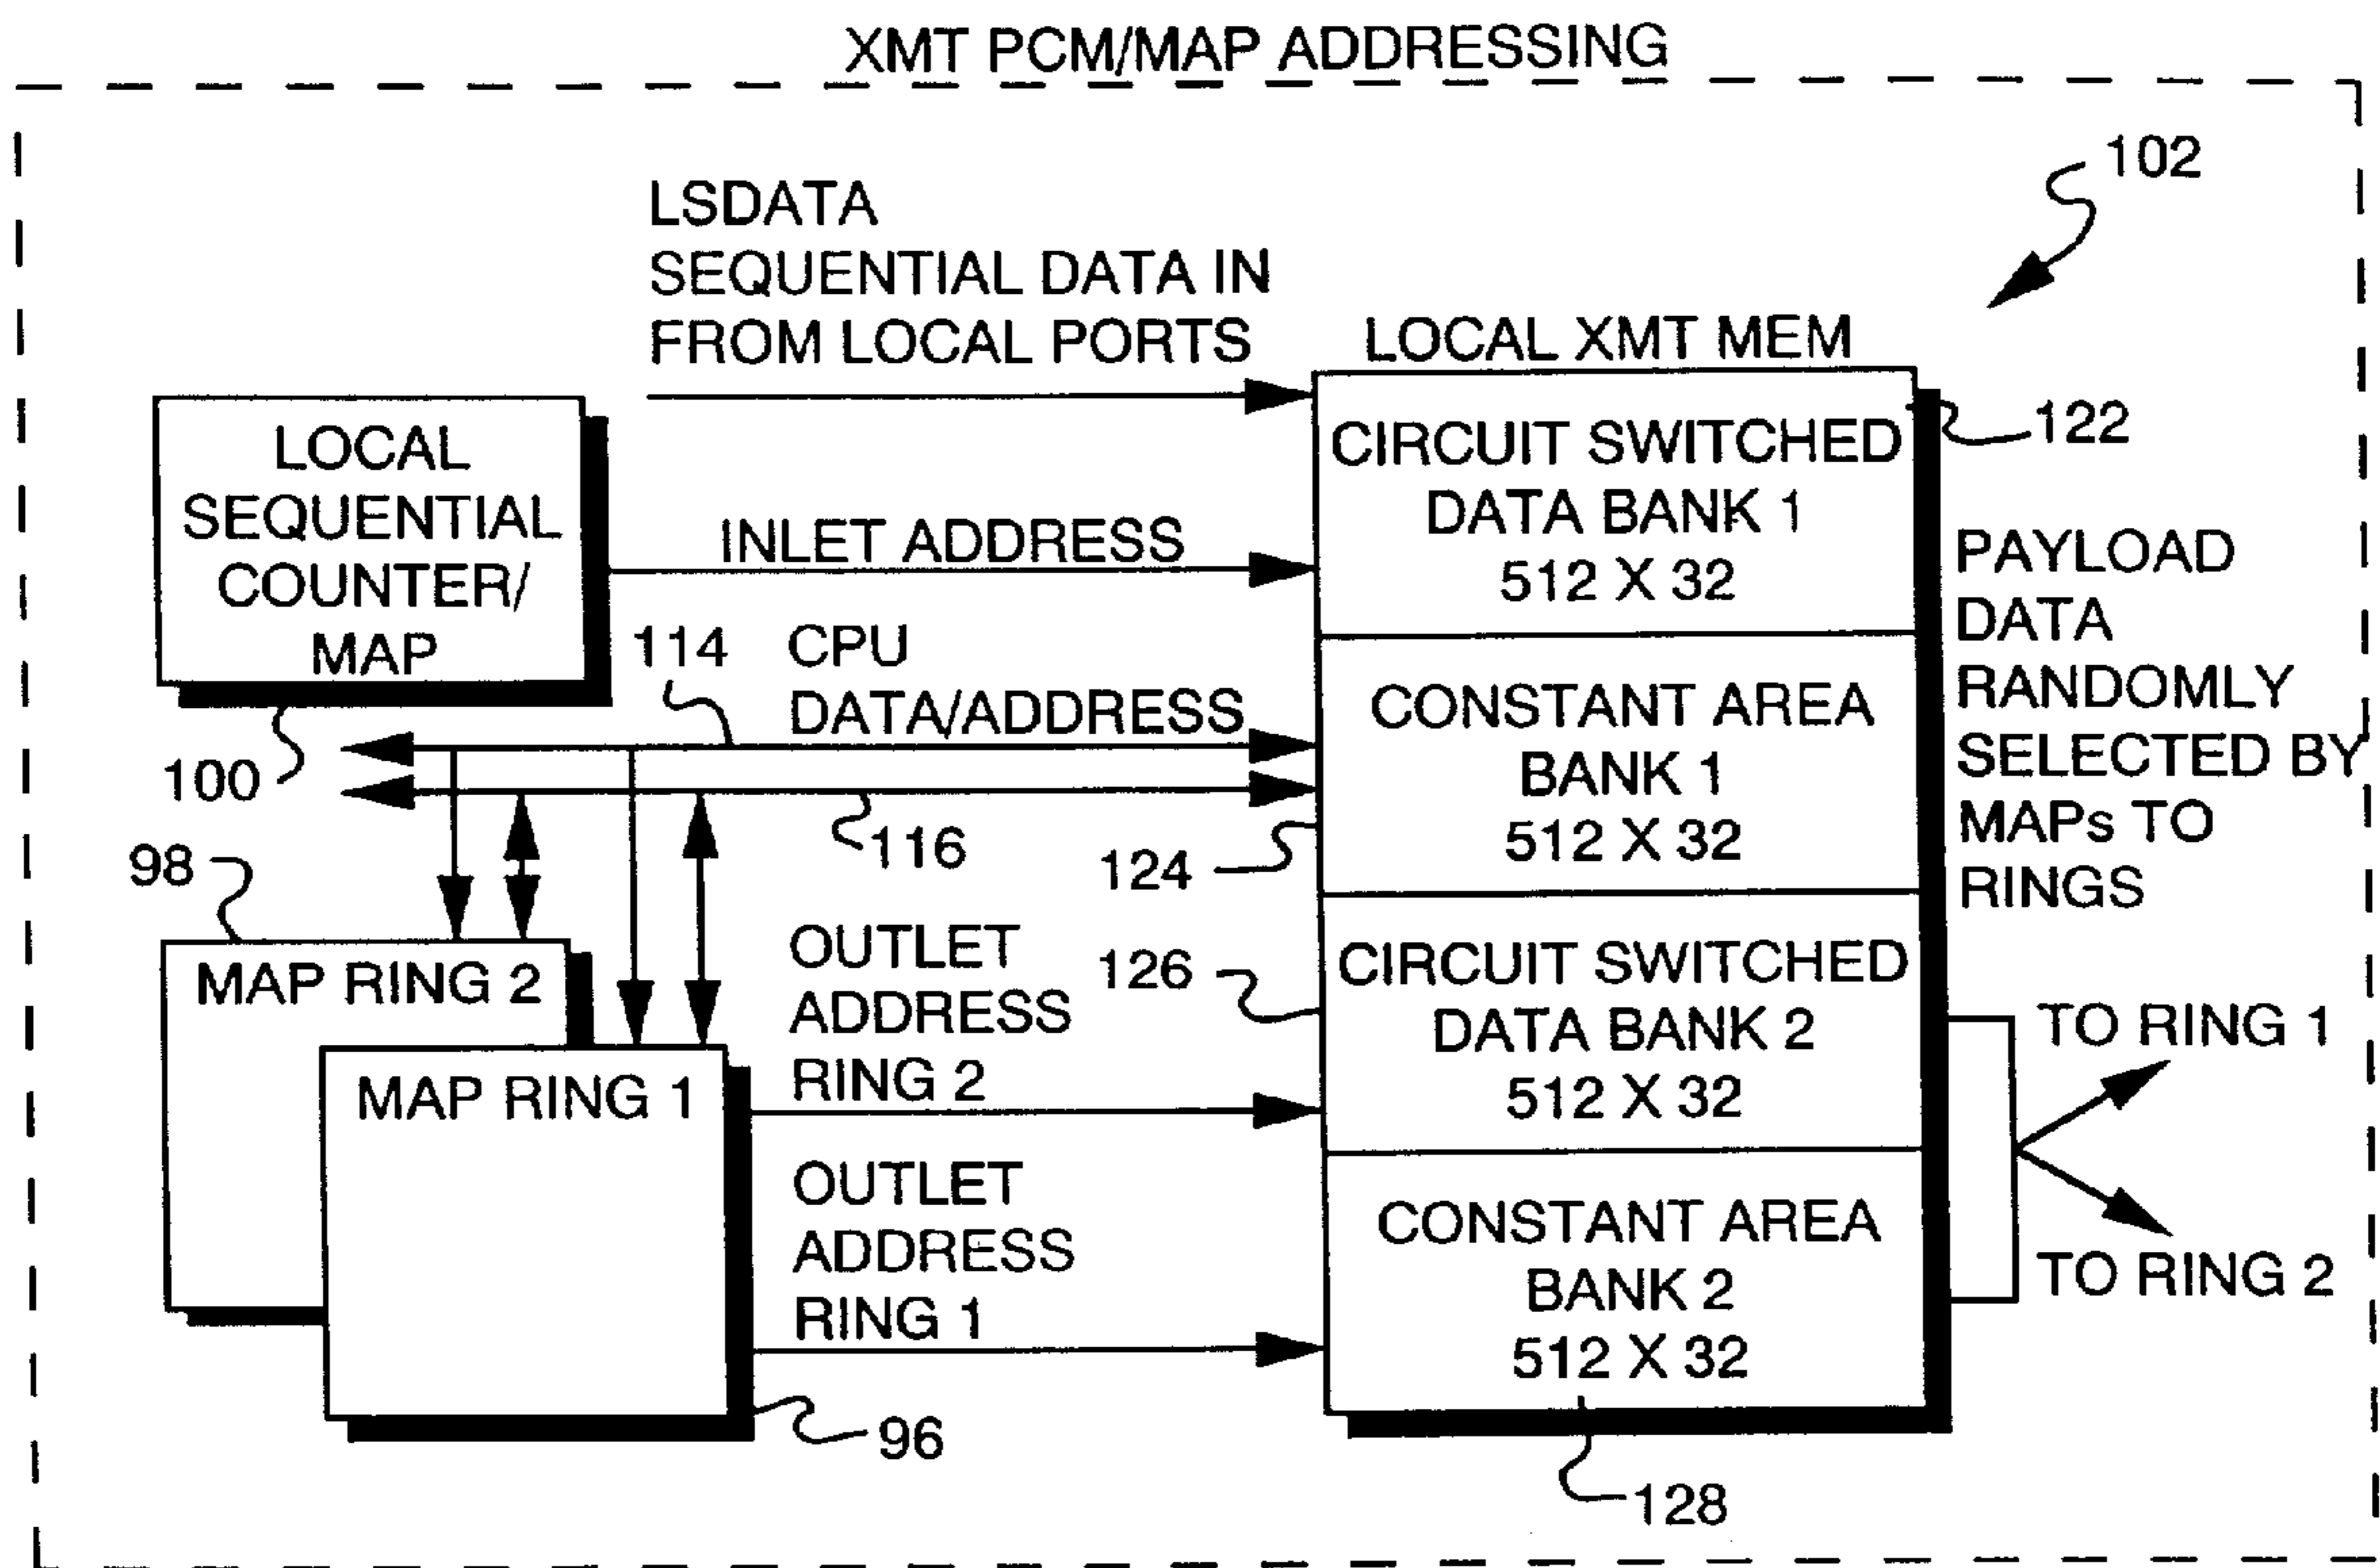 XMT PCM/MAP ADDRESSING
102
LSDATA
SEQUENTIAL DATA IN
FROM LOCAL PORTS
LOCAL XMT MEM
LOCAL
SEQUENTIAL
COUNTER/
MAP
100
INLET ADDRESS
CIRCUIT SWITCHED
DATA BANK 1
512 X 32
122
114
CPU
DATA/ADDRESS
116
CONSTANT AREA
BANK 1
512 X 32
124
PAYLOAD
DATA
RANDOMLY
SELECTED BY
MAPs TO
RINGS
98
MAP RING 2
MAP RING 1
96
OUTLET
ADDRESS
RING 2
126
CIRCUIT SWITCHED
DATA BANK 2
512 X 32
TO RING 1
OUTLET
ADDRESS
RING 1
CONSTANT AREA
BANK 2
512 X 32
TO RING 2
128